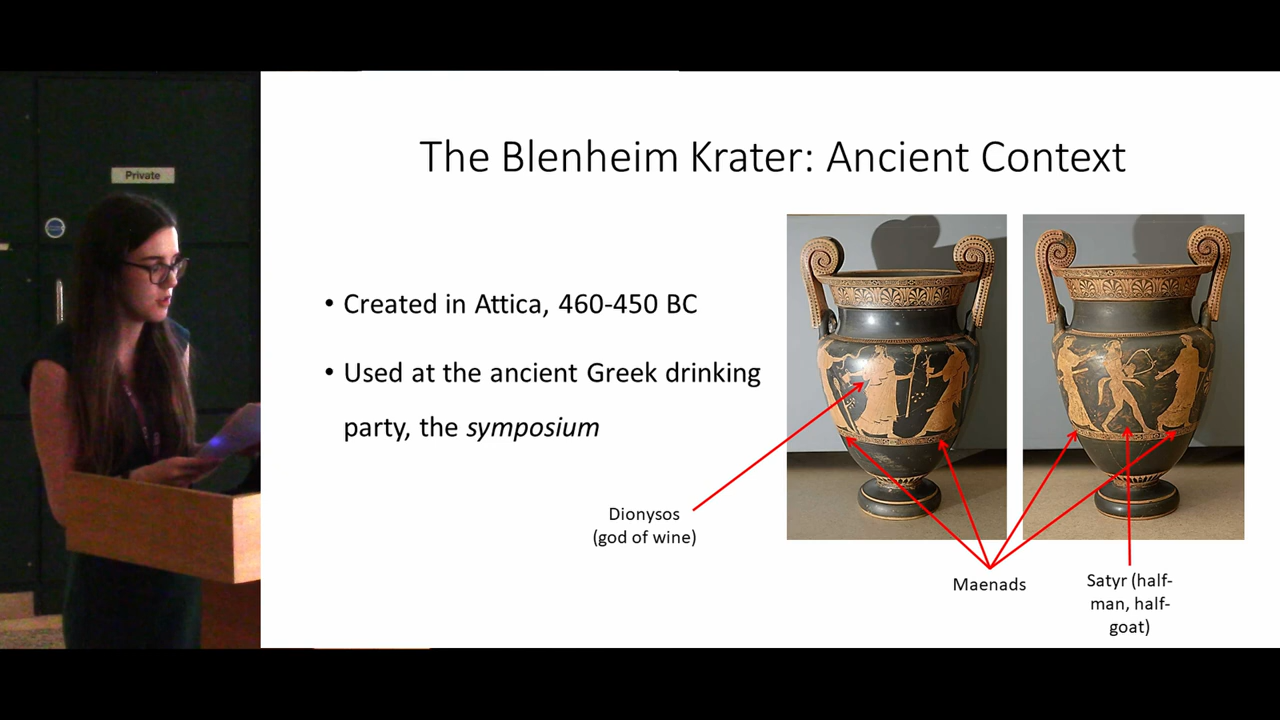 Private
The Blenheim Krater: Ancient Context
• Created in Attica, 460-450 BC
• Used at the ancient Greek drinking
party, the symposium
Dionysos
(god of wine)
Maenads
Satyr (half-
man, half-
goat)